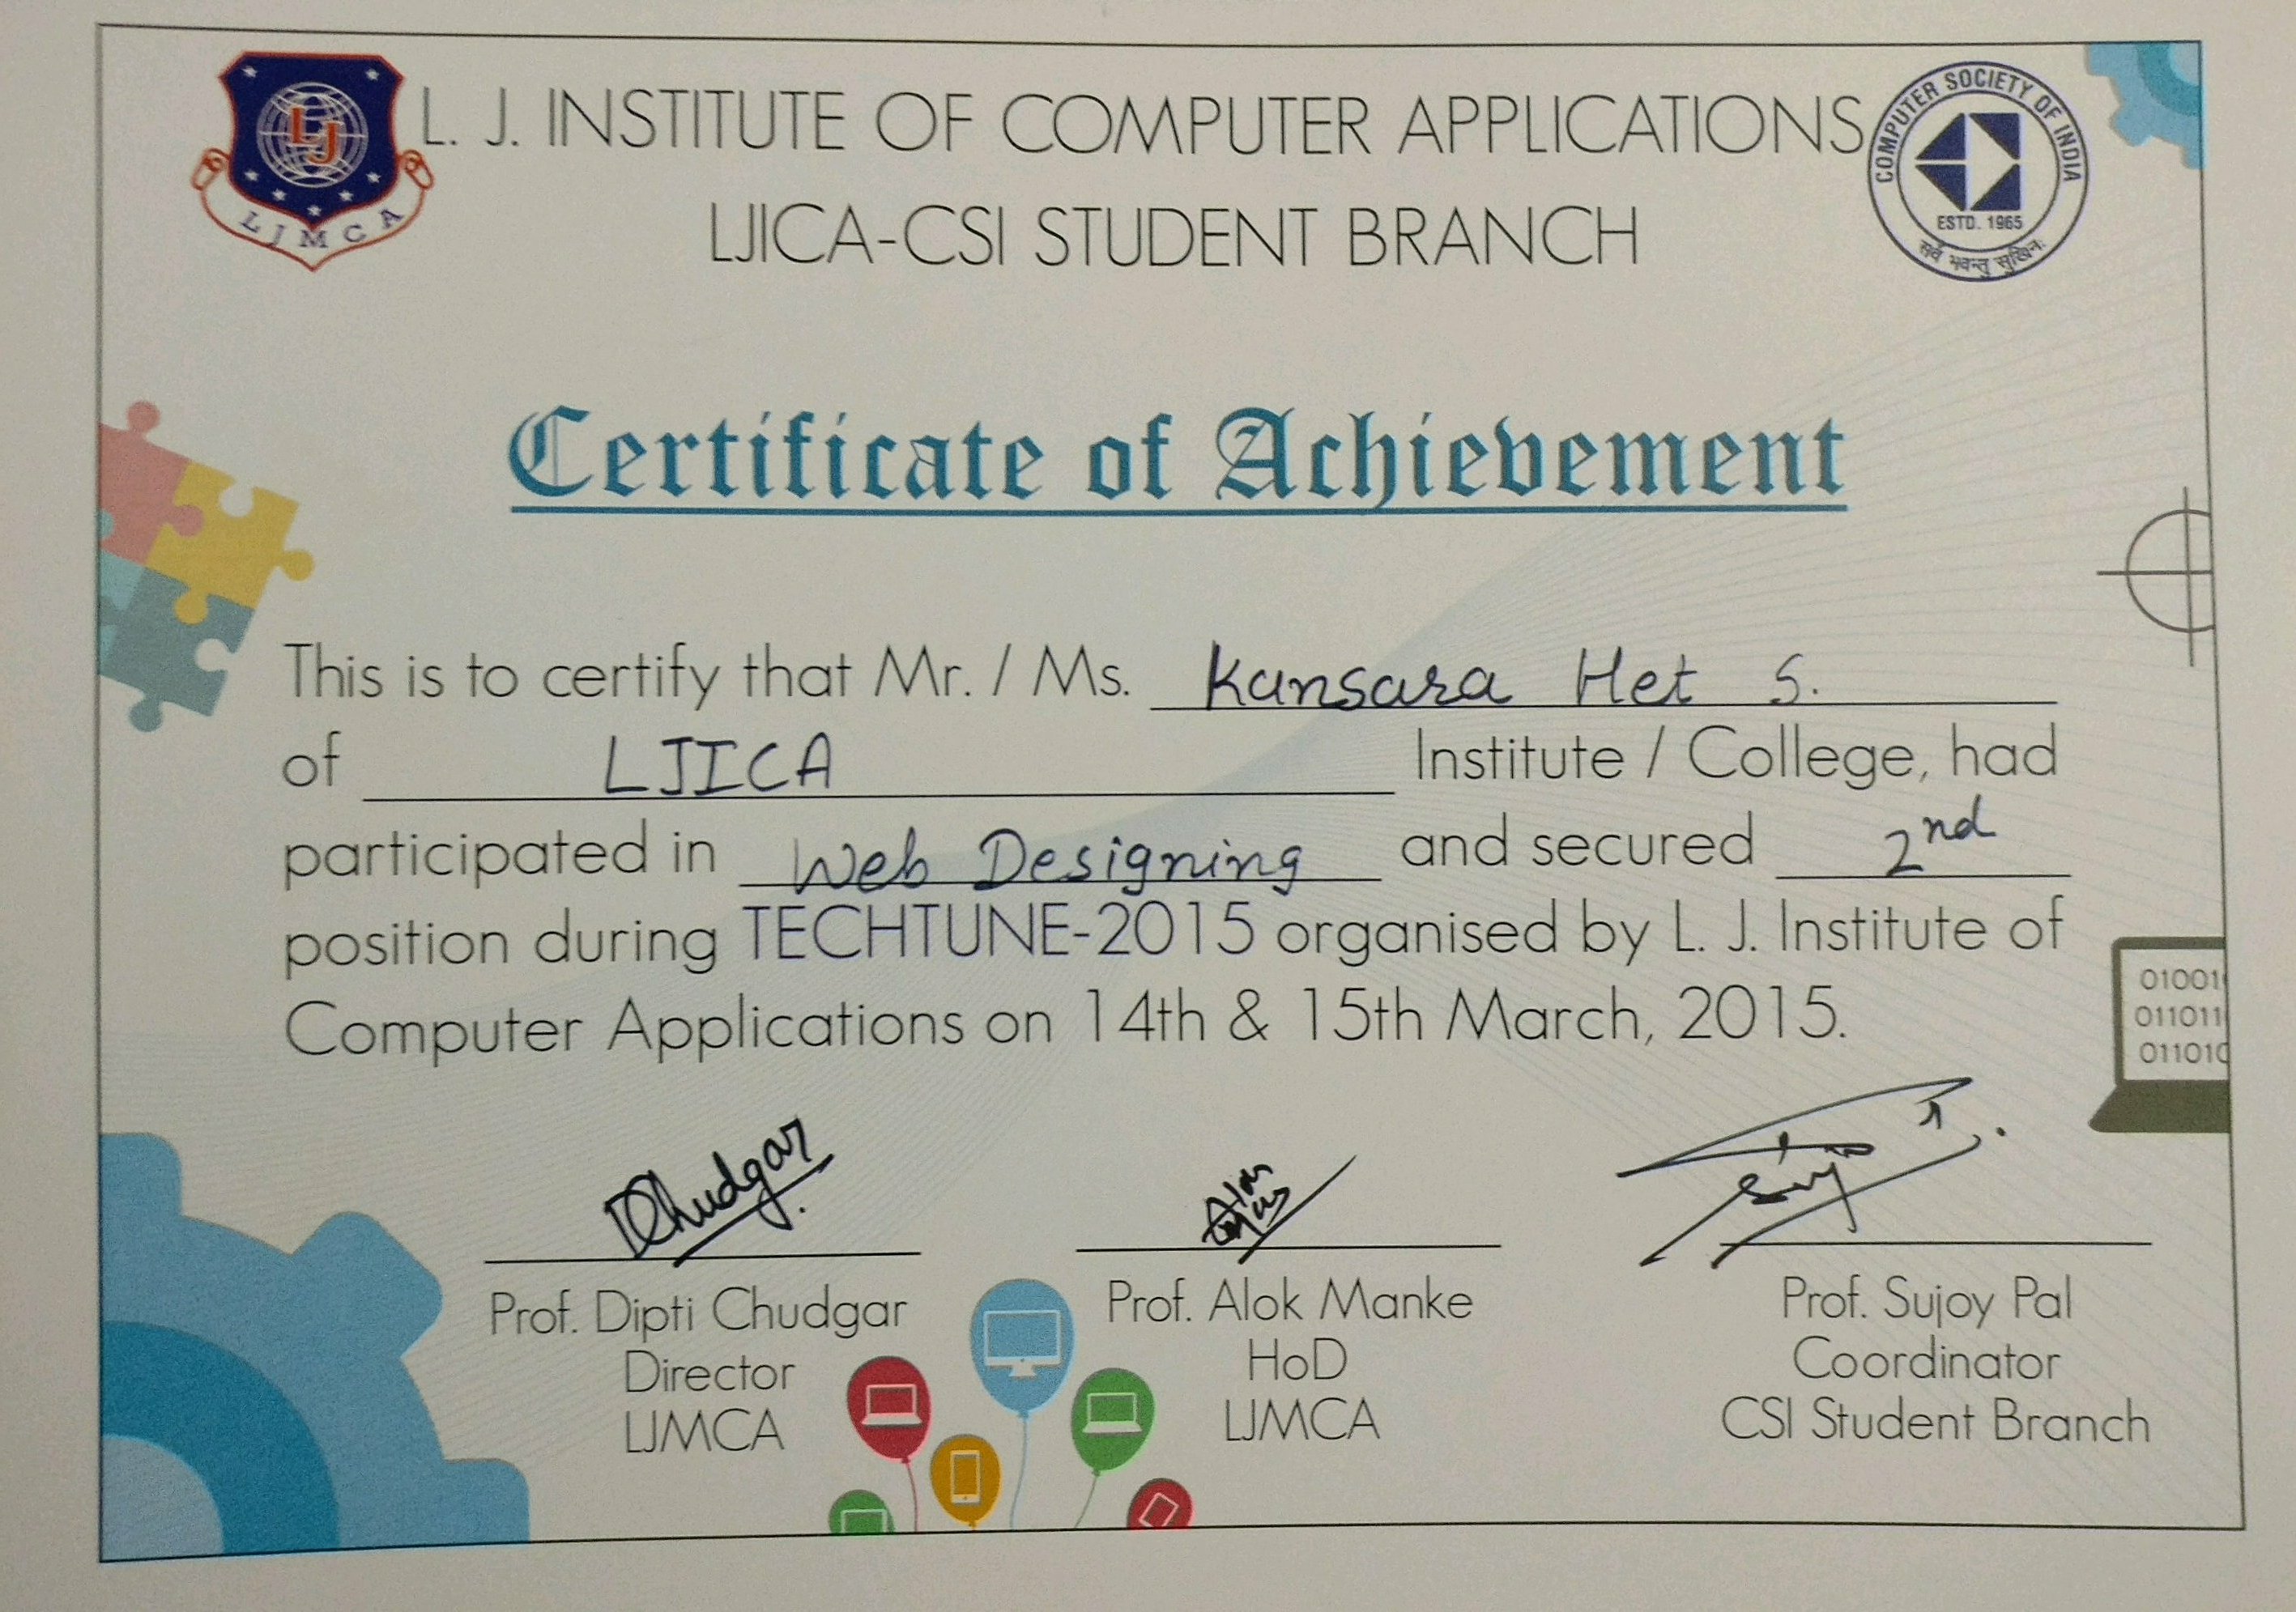 L. J. INSTITUTE OF COMPUTER APPLICATIONS
LJICA-CSI STUDENT BRANCH
LJ
LJMCA
COMPUTER SOCIETY OF INDIA
ESTD. 1965
सर्वे भवन्तु सुखिनः
Certificate of Achievement
This is to certify that Mr. / Ms. Kansara Het S.
of LJICA Institute / College, had
participated in Web Designing and secured 2nd
position during TECHTUNE-2015 organised by L. J. Institute of
Computer Applications on 14th & 15th March, 2015.
01001
011011
01101
DChudgar
Prof. Dipti Chudgar
Director
LJMCA
Prof. Alok Manke
HoD
LJMCA
Prof. Sujoy Pal
Coordinator
CSI Student Branch